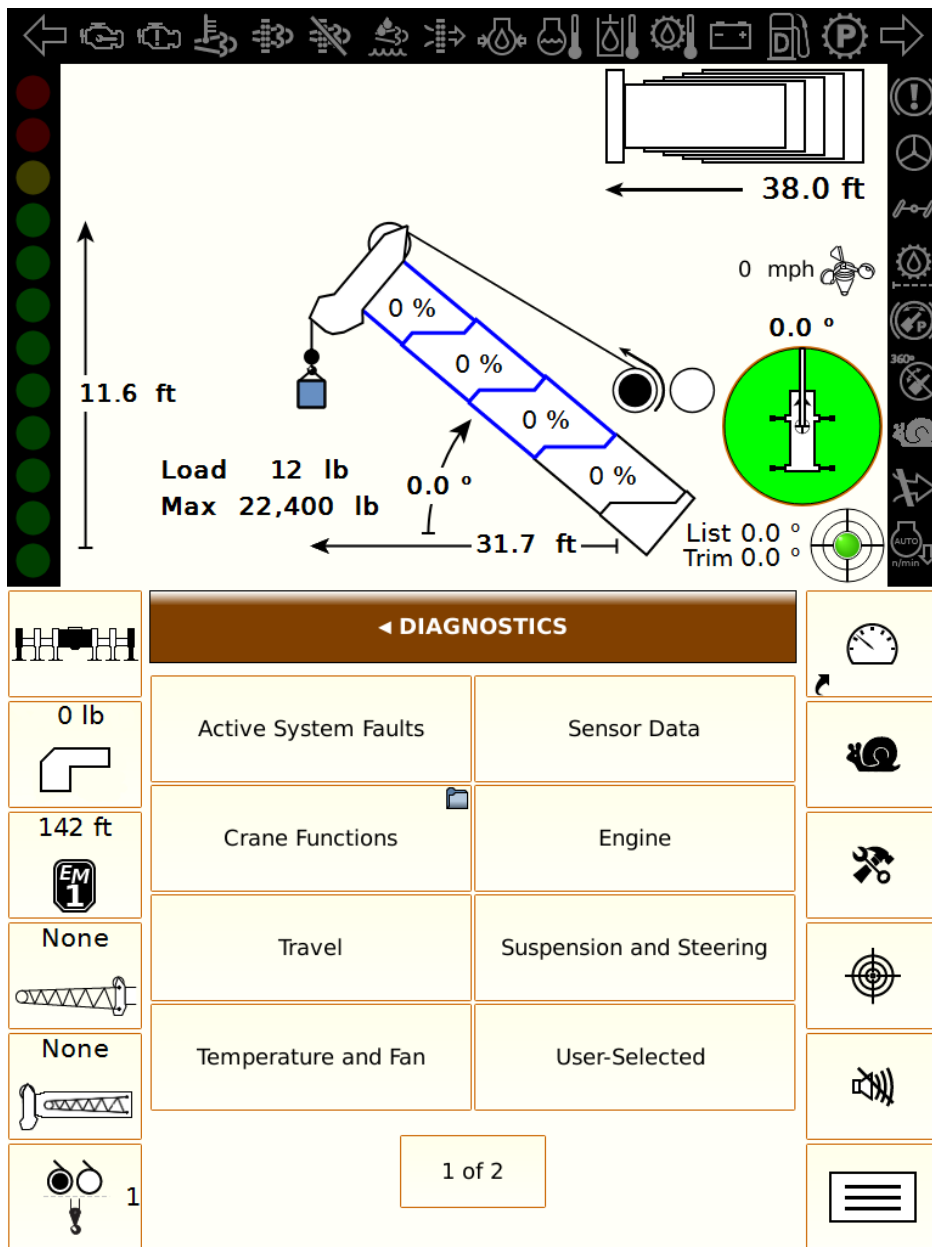 D
P
38.0 ft
0 mph
0 %
0.0 º
0 %
P
360º
11.6 ft
0 %
Load 12 lb
0.0 º
0 %
Max 22,400 lb
31.7 ft
List 0.0 º
Trim 0.0 º
AUTO
n/min
◂ DIAGNOSTICS
0 lb
Active System Faults
Sensor Data
142 ft
EM
1
Crane Functions
Engine
None
Travel
Suspension and Steering
None
Temperature and Fan
User-Selected
1
1 of 2